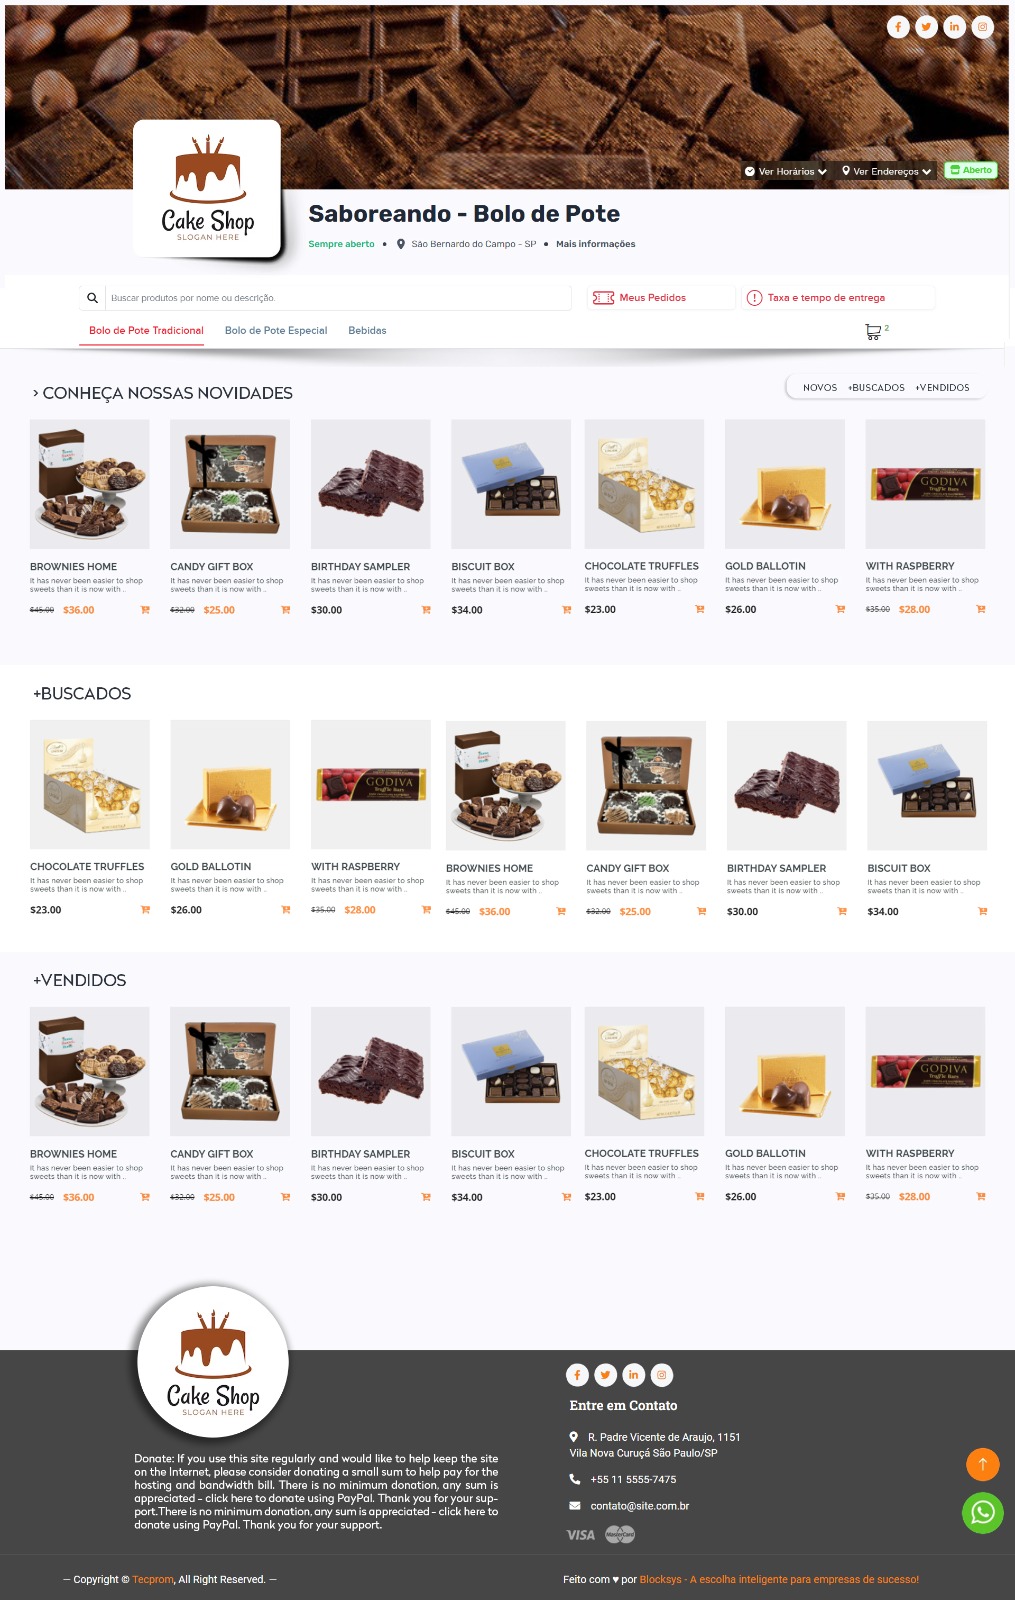 Ver Horários
Ver Endereços
Aberto
Cake Shop
SLOGAN HERE
Saboreando - Bolo de Pote
Sempre aberto • São Bernardo do Campo - SP • Mais informações
Buscar produtos por nome ou descrição.
Meus Pedidos
Taxa e tempo de entrega
Bolo de Pote Tradicional
Bolo de Pote Especial
Bebidas
2
› CONHEÇA NOSSAS NOVIDADES
NOVOS +BUSCADOS +VENDIDOS
BROWNIES HOME
It has never been easier to shop
sweets than it is now with ..
$45.00 $36.00
CANDY GIFT BOX
It has never been easier to shop
sweets than it is now with ..
$32.00 $25.00
BIRTHDAY SAMPLER
It has never been easier to shop
sweets than it is now with ..
$30.00
BISCUIT BOX
It has never been easier to shop
sweets than it is now with ..
$34.00
CHOCOLATE TRUFFLES
It has never been easier to shop
sweets than it is now with ..
$23.00
GOLD BALLOTIN
It has never been easier to shop
sweets than it is now with ..
$26.00
GODIVA
Truffle Bars
WITH RASPBERRY
It has never been easier to shop
sweets than it is now with ..
$35.00 $28.00
+BUSCADOS
CHOCOLATE TRUFFLES
It has never been easier to shop
sweets than it is now with ..
$23.00
GOLD BALLOTIN
It has never been easier to shop
sweets than it is now with ..
$26.00
GODIVA
Truffle Bars
WITH RASPBERRY
It has never been easier to shop
sweets than it is now with ..
$35.00 $28.00
BROWNIES HOME
It has never been easier to shop
sweets than it is now with ..
$45.00 $36.00
CANDY GIFT BOX
It has never been easier to shop
sweets than it is now with ..
$32.00 $25.00
BIRTHDAY SAMPLER
It has never been easier to shop
sweets than it is now with ..
$30.00
BISCUIT BOX
It has never been easier to shop
sweets than it is now with ..
$34.00
+VENDIDOS
BROWNIES HOME
It has never been easier to shop
sweets than it is now with ..
$45.00 $36.00
CANDY GIFT BOX
It has never been easier to shop
sweets than it is now with ..
$32.00 $25.00
BIRTHDAY SAMPLER
It has never been easier to shop
sweets than it is now with ..
$30.00
BISCUIT BOX
It has never been easier to shop
sweets than it is now with ..
$34.00
CHOCOLATE TRUFFLES
It has never been easier to shop
sweets than it is now with ..
$23.00
GOLD BALLOTIN
It has never been easier to shop
sweets than it is now with ..
$26.00
GODIVA
Truffle Bars
WITH RASPBERRY
It has never been easier to shop
sweets than it is now with ..
$35.00 $28.00
Cake Shop
SLOGAN HERE
Donate: If you use this site regularly and would like to help keep the site
on the Internet, please consider donating a small sum to help pay for the
hosting and bandwidth bill. There is no minimum donation, any sum is
appreciated - click here to donate using PayPal. Thank you for your sup-
port.There is no minimum donation, any sum is appreciated - click here to
donate using PayPal. Thank you for your support.
Entre em Contato
R. Padre Vicente de Araujo, 1151
Vila Nova Curuçá São Paulo/SP
+55 11 5555-7475
contato@site.com.br
VISA MasterCard
— Copyright © Tecprom, All Right Reserved. —
Feito com ♥ por Blocksys - A escolha inteligente para empresas de sucesso!